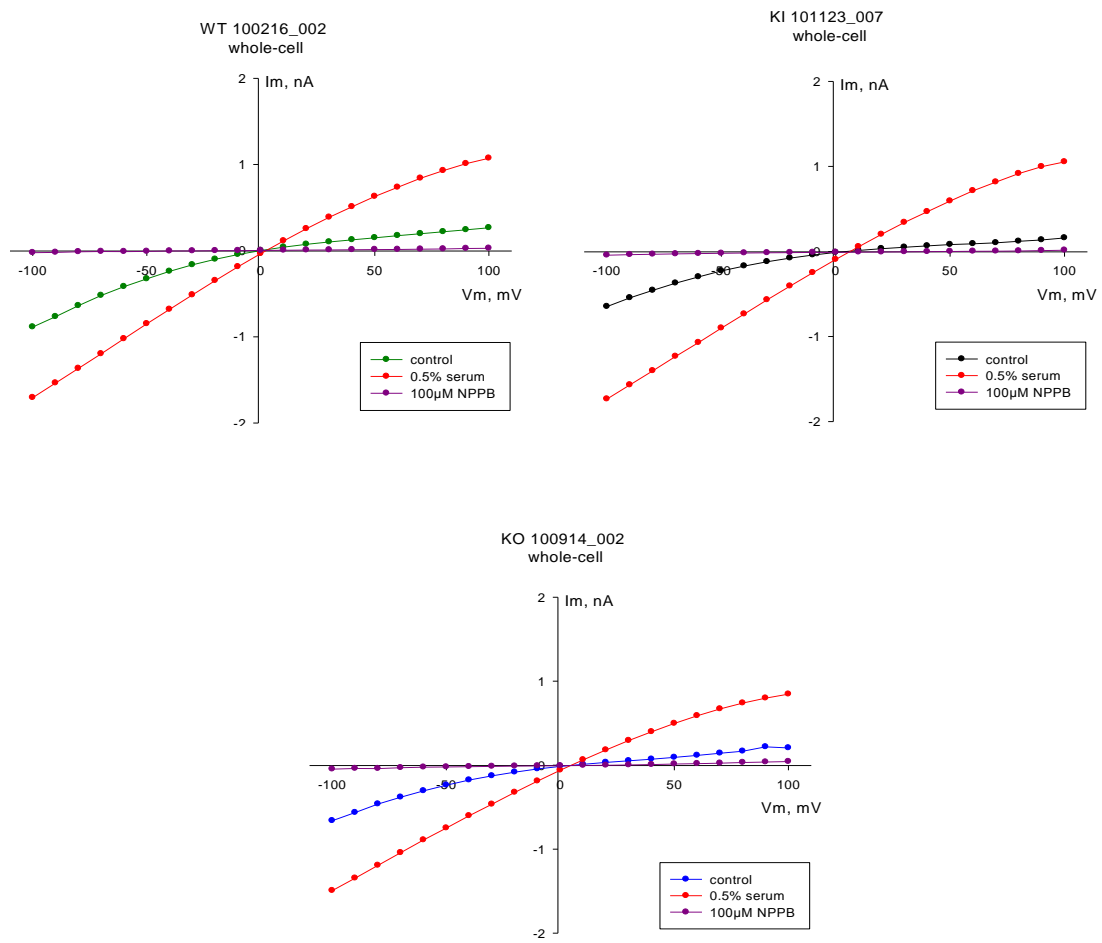 WT 100216_002
whole-cell
2
Im, nA
1
0
-100
-50
0
50
100
Vm, mV
-1
-2
control
0.5% serum
100µM NPPB
KI 101123_007
whole-cell
2
Im, nA
1
0
-100
-50
0
50
100
Vm, mV
-1
-2
control
0.5% serum
100µM NPPB
KO 100914_002
whole-cell
2
Im, nA
1
0
-100
-50
0
50
100
Vm, mV
-1
-2
control
0.5% serum
100µM NPPB